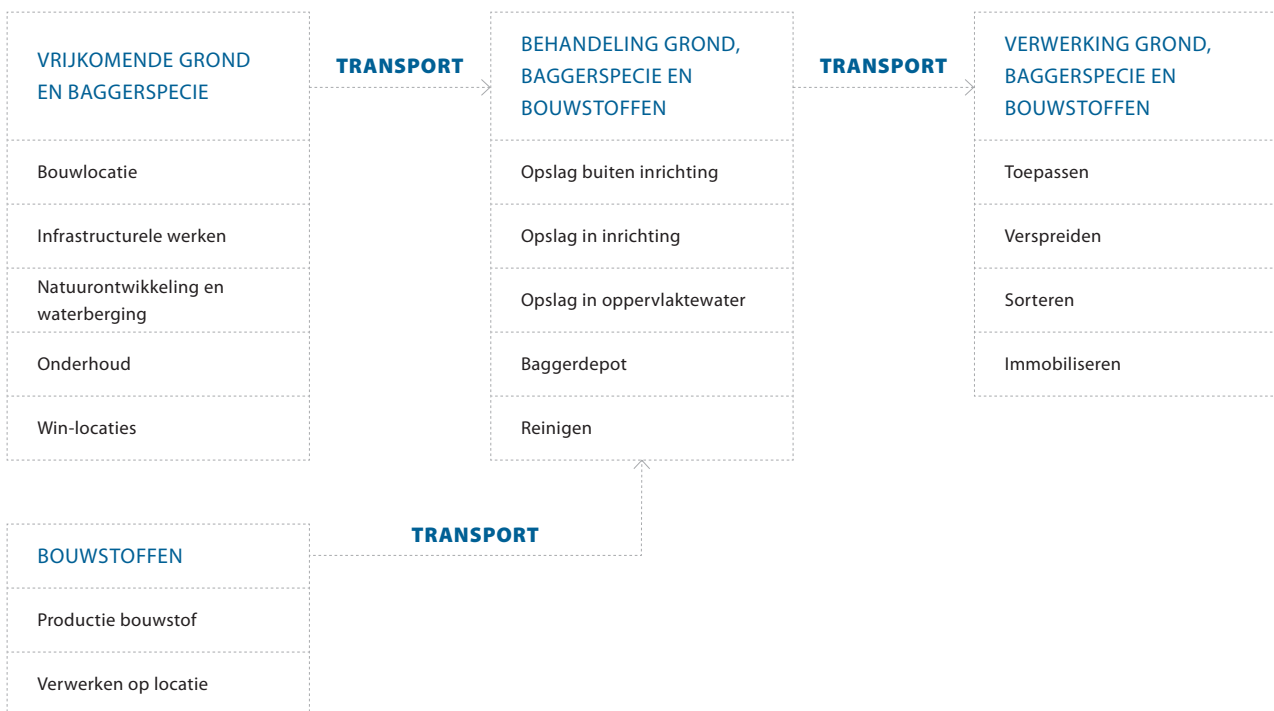 VRIJKOMENDE GROND
EN BAGGERSPECIE
Bouwlocatie
Infrastructurele werken
Natuurontwikkeling en
waterberging
Onderhoud
Win-locaties
TRANSPORT
BEHANDELING GROND,
BAGGERSPECIE EN
BOUWSTOFFEN
Opslag buiten inrichting
Opslag in inrichting
Opslag in oppervlaktewater
Baggerdepot
Reinigen
TRANSPORT
VERWERKING GROND,
BAGGERSPECIE EN
BOUWSTOFFEN
Toepassen
Verspreiden
Sorteren
Immobiliseren
BOUWSTOFFEN
Productie bouwstof
Verwerken op locatie
TRANSPORT